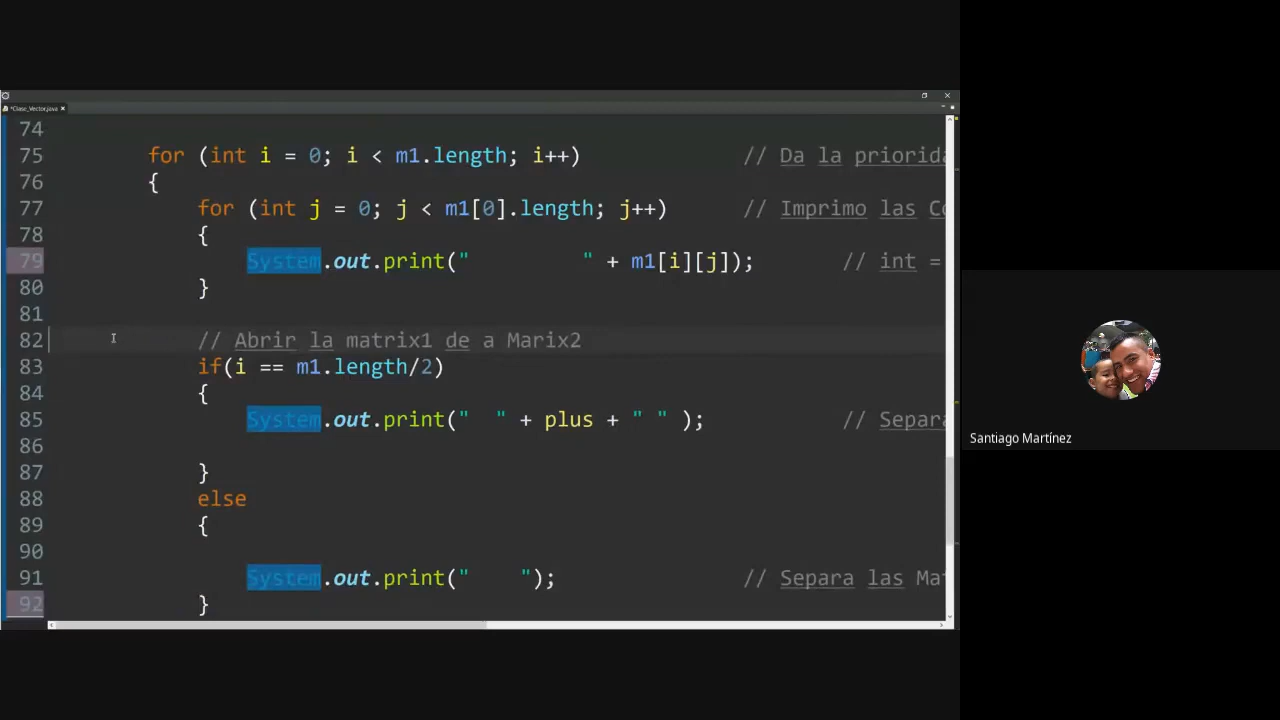 *Clase_Vector.java
74
75 for (int i = 0; i < m1.length; i++) // Da la priorida
76 {
77 for (int j = 0; j < m1[0].length; j++) // Imprimo las Co
78 {
79 System.out.print("          " + m1[i][j]); // int =
80 }
81
82 // Abrir la matrix1 de a Marix2
83 if(i == m1.length/2)
84 {
85 System.out.print("  " + plus + " " ); // Separa
86
87 }
88 else
89 {
90
91 System.out.print("    "); // Separa las Mat
92 }
Santiago Martínez